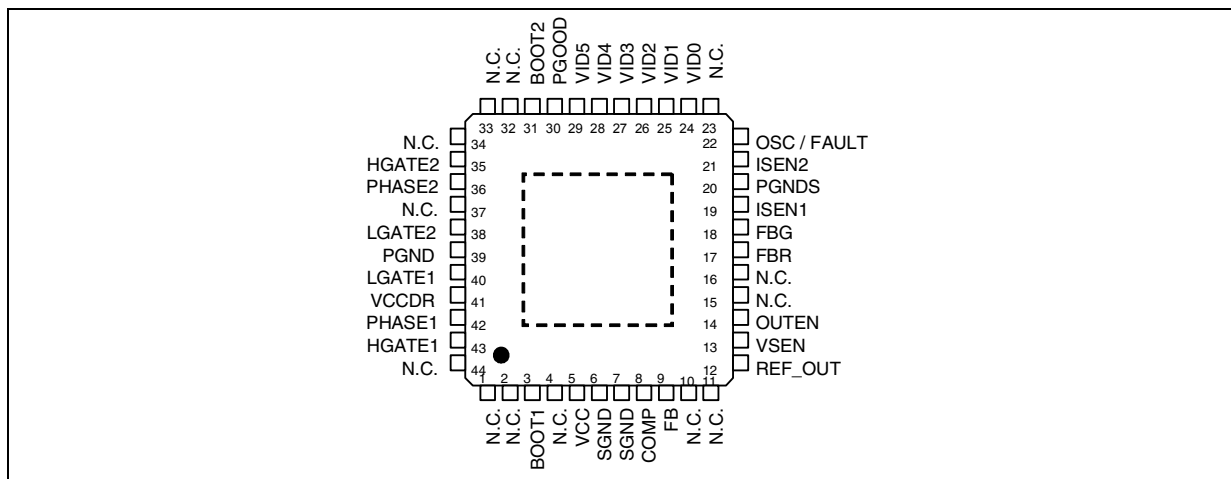 N.C.
N.C.
BOOT2
PGOOD
VID5
VID4
VID3
VID2
VID1
VID0
N.C.
33 32 31 30 29 28 27 26 25 24 23
N.C. 34
HGATE2 35
PHASE2 36
N.C. 37
LGATE2 38
PGND 39
LGATE1 40
VCCDR 41
PHASE1 42
HGATE1 43
N.C. 44
22 OSC / FAULT
21 ISEN2
20 PGNDS
19 ISEN1
18 FBG
17 FBR
16 N.C.
15 N.C.
14 OUTEN
13 VSEN
12 REF_OUT
1 2 3 4 5 6 7 8 9 10 11
N.C.
N.C.
BOOT1
N.C.
VCC
SGND
SGND
COMP
FB
N.C.
N.C.